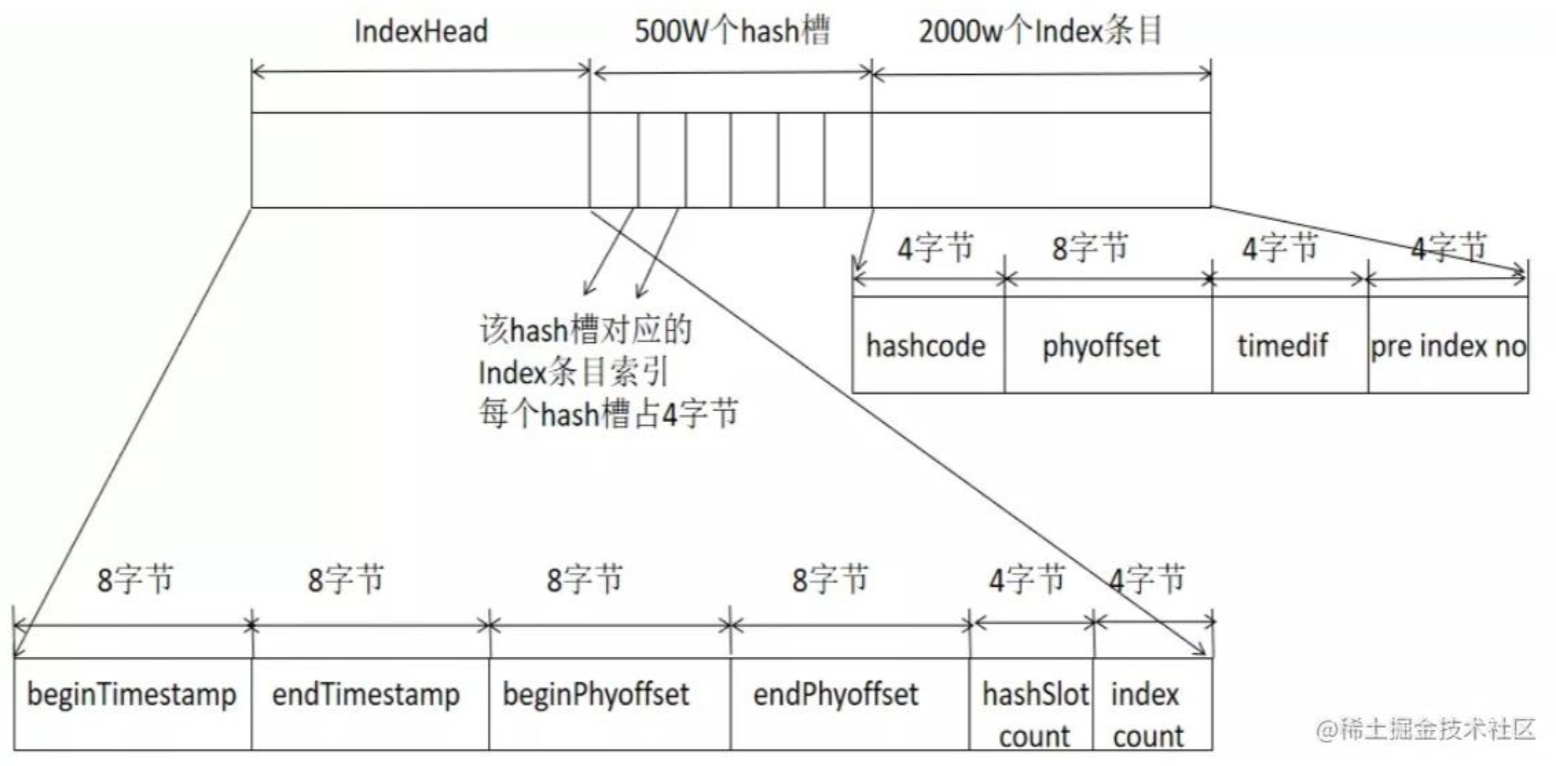 IndexHead
500W个hash槽
2000w个Index条目
4字节
8字节
4字节
4字节
hashcode
phyoffset
timedif
pre index no
该hash槽对应的
Index条目索引
每个hash槽占4字节
8字节
8字节
8字节
8字节
4字节
4字节
beginTimestamp
endTimestamp
beginPhyoffset
endPhyoffset
hashSlot
count
index
count
@稀土掘金技术社区